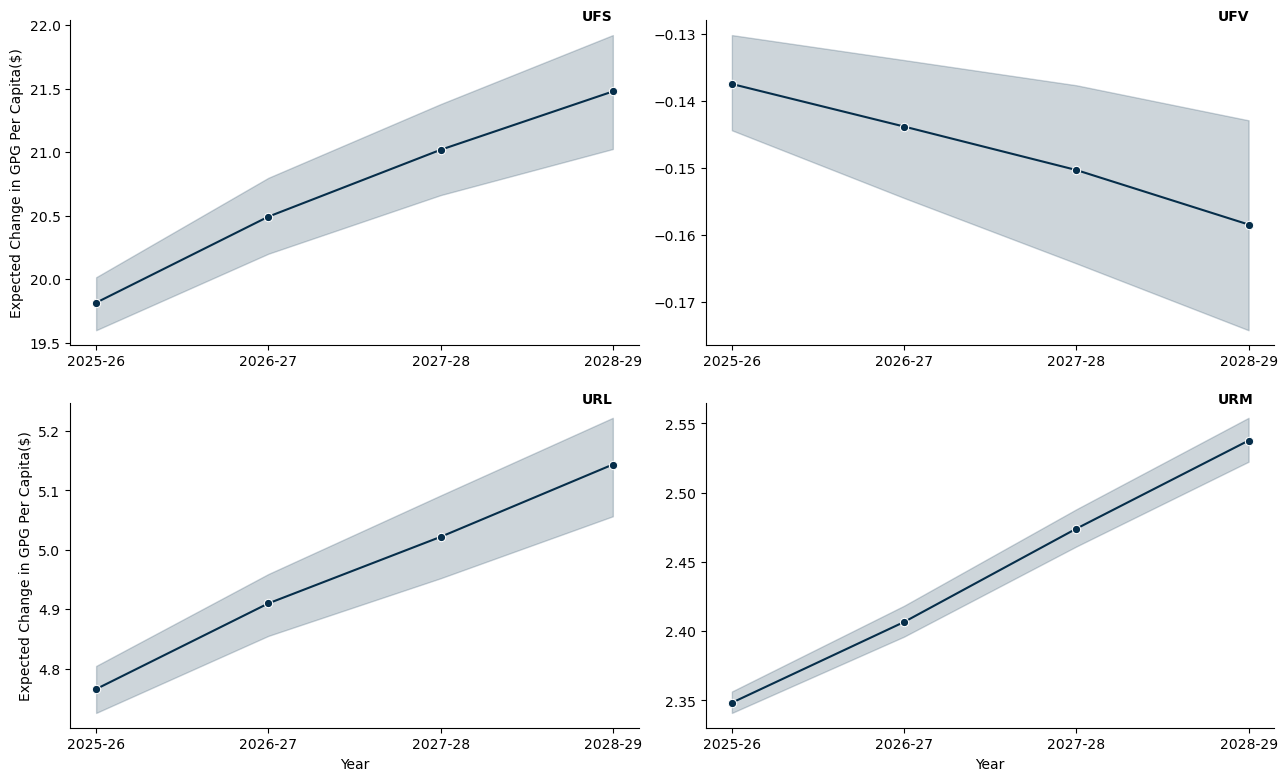 UFS
UFV
Expected Change in GPG Per Capita($)
22.0
21.5
21.0
20.5
20.0
19.5
2025-26 2026-27 2027-28 2028-29
−0.13
−0.14
−0.15
−0.16
−0.17
2025-26 2026-27 2027-28 2028-29
URL
URM
Expected Change in GPG Per Capita($)
5.2
5.1
5.0
4.9
4.8
2025-26 2026-27 2027-28 2028-29
Year
2.55
2.50
2.45
2.40
2.35
2025-26 2026-27 2027-28 2028-29
Year